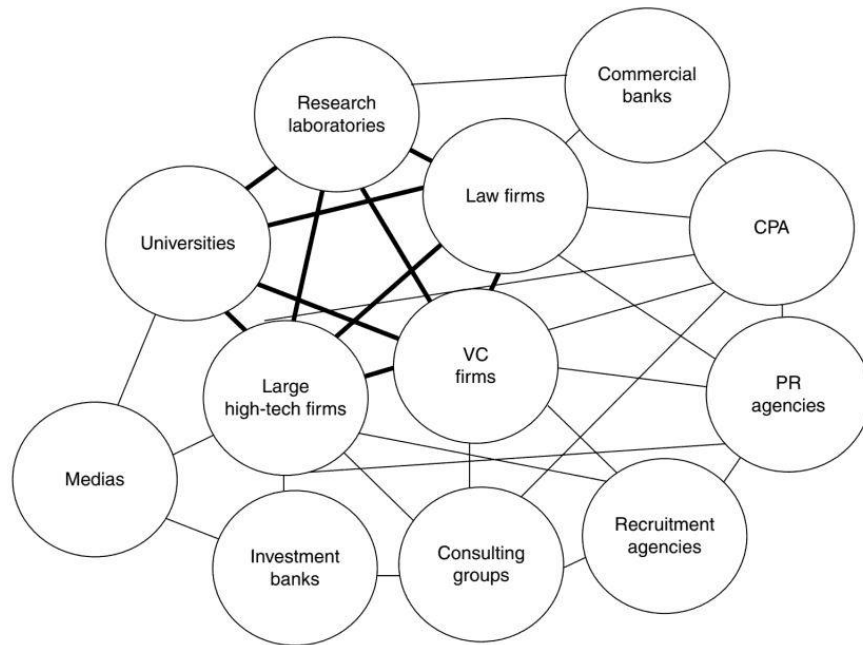 Commercial
banks
Research
laboratories
Law firms
CPA
Universities
VC
firms
Large
high-tech firms
PR
agencies
Medias
Recruitment
agencies
Investment
banks
Consulting
groups